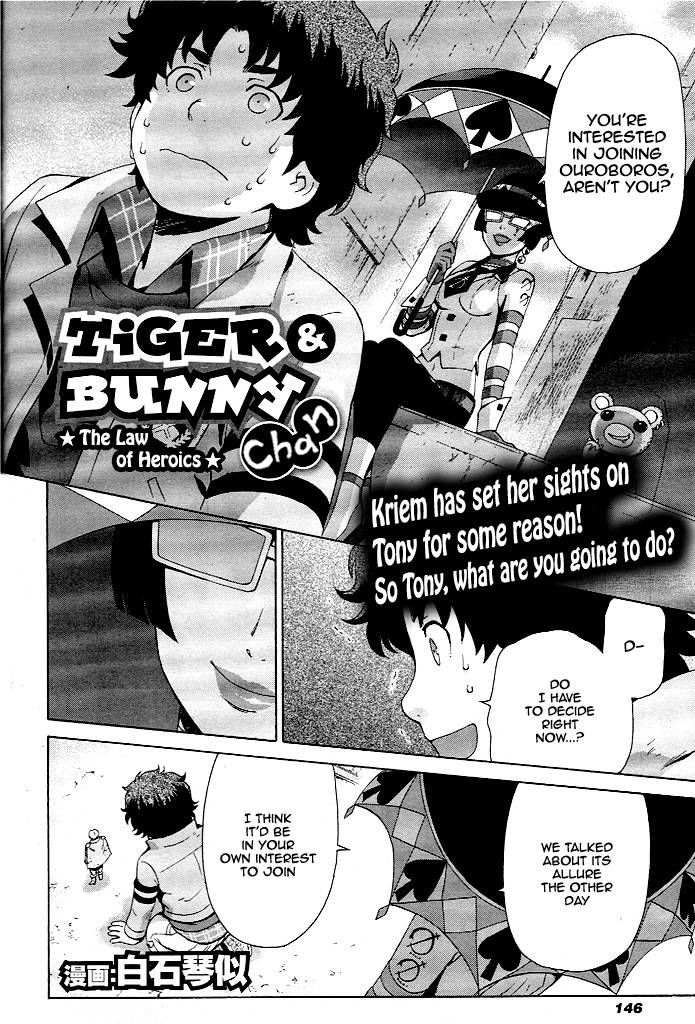 YOU'RE
INTERESTED
IN JOINING
OUROBOROS,
AREN'T YOU?
TiGER &
BUNNY
★ The Law
of Heroics ★
Chan
Kriem has set her sights on
Tony for some reason!
So Tony, what are you going to do?
D-
DO
I HAVE
TO DECIDE
RIGHT
NOW...?
WE TALKED
ABOUT ITS
ALLURE
THE OTHER
DAY
I THINK
IT'D BE
IN YOUR
OWN INTEREST
TO JOIN
漫画:白石琴似
146